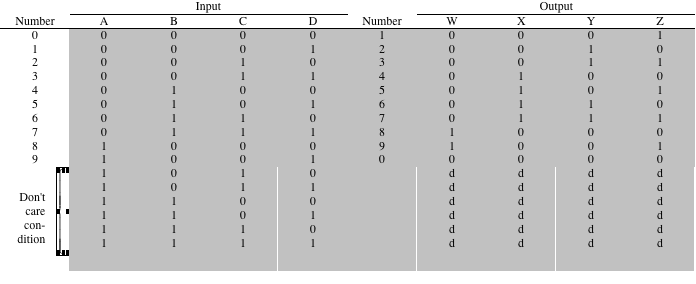 Input Output
Number A B C D Number W X Y Z
0 0 0 0 0 1 0 0 0 1
1 0 0 0 1 2 0 0 1 0
2 0 0 1 0 3 0 0 1 1
3 0 0 1 1 4 0 1 0 0
4 0 1 0 0 5 0 1 0 1
5 0 1 0 1 6 0 1 1 0
6 0 1 1 0 7 0 1 1 1
7 0 1 1 1 8 1 0 0 0
8 1 0 0 0 9 1 0 0 1
9 1 0 0 1 0 0 0 0 0
1 0 1 0 d d d d
1 0 1 1 d d d d
Don't 1 1 0 0 d d d d
care 1 1 0 1 d d d d
con- 1 1 1 0 d d d d
dition 1 1 1 1 d d d d